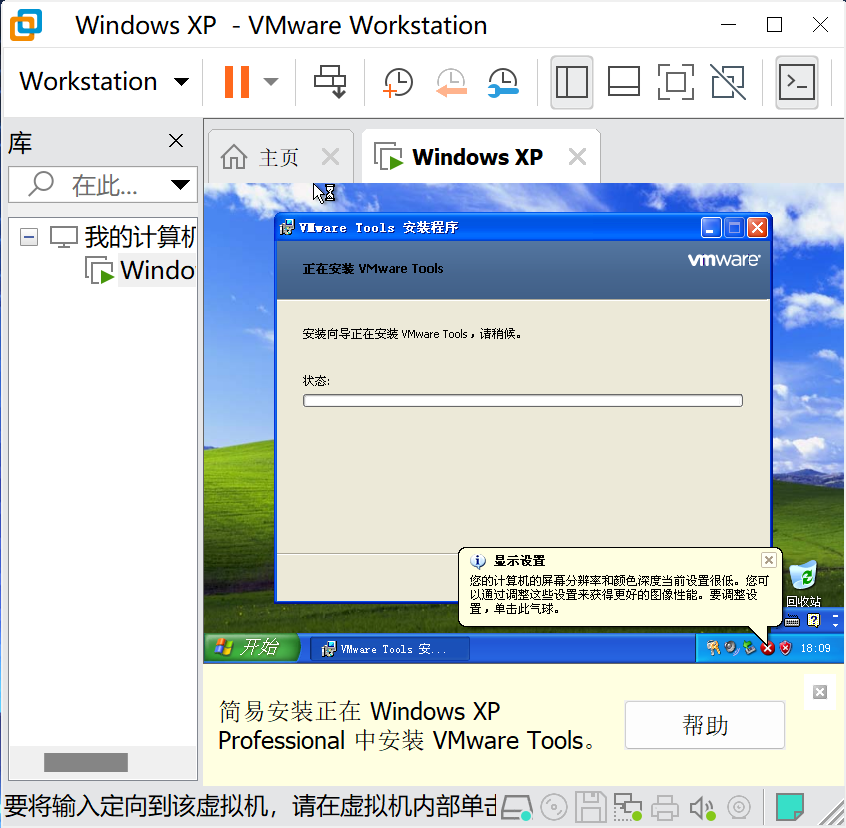 Windows XP - VMware Workstation
Workstation
库
主页
Windows XP
在此...
我的计算机
Windo
VMware Tools 安装程序
正在安装 VMware Tools
vmware
安装向导正在安装 VMware Tools，请稍候。
状态:
显示设置
您的计算机的屏幕分辨率和颜色深度当前设置很低。您可
以通过调整这些设置来获得更好的图像性能。要调整设
置，单击此气球。
回收站
开始
VMware Tools 安...
18:09
简易安装正在 Windows XP
Professional 中安装 VMware Tools。
帮助
要将输入定向到该虚拟机，请在虚拟机内部单击